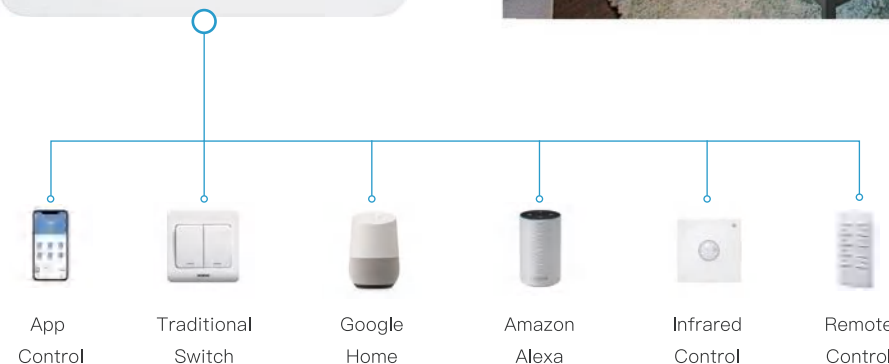 App Control
Traditional Switch
Google Home
Amazon Alexa
Infrared Control
Remote Control